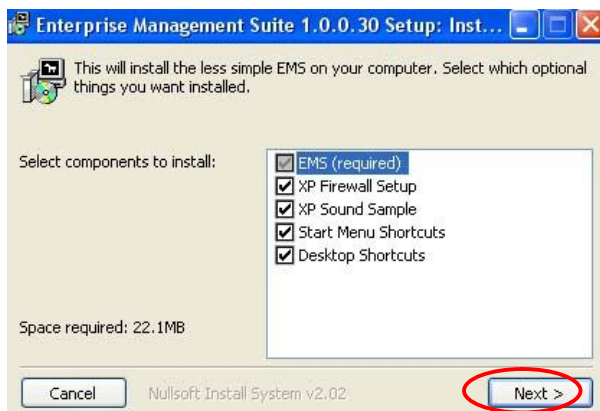 Enterprise Management Suite 1.0.0.30 Setup: Inst...
This will install the less simple EMS on your computer. Select which optional
things you want installed.
Select components to install:
EMS (required)
XP Firewall Setup
XP Sound Sample
Start Menu Shortcuts
Desktop Shortcuts
Space required: 22.1MB
Cancel
Nullsoft Install System v2.02
Next >